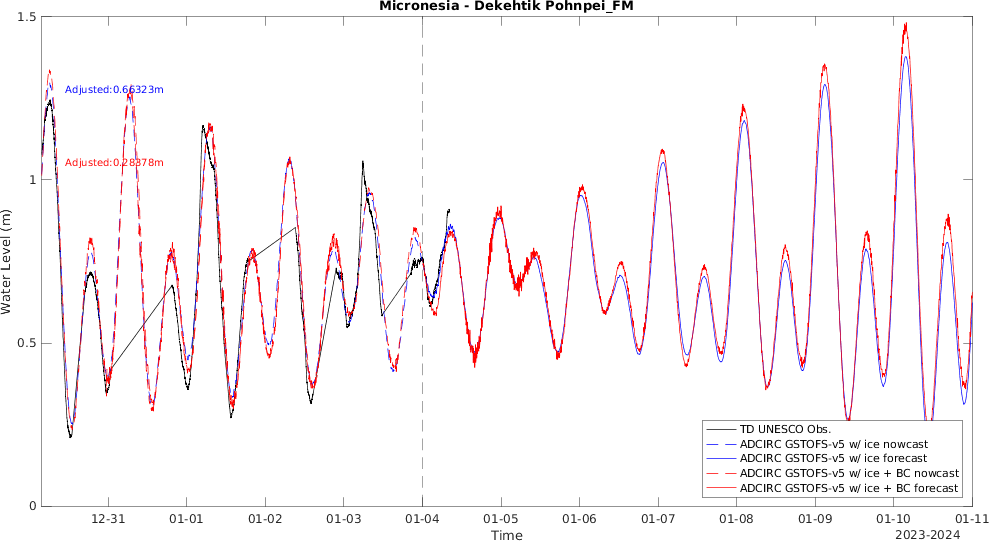 Micronesia - Dekehtik Pohnpei_FM
Water Level (m)
1.5
1
0.5
0
Adjusted:0.66323m
Adjusted:0.28378m
TD UNESCO Obs.
ADCIRC GSTOFS-v5 w/ ice nowcast
ADCIRC GSTOFS-v5 w/ ice forecast
ADCIRC GSTOFS-v5 w/ ice + BC nowcast
ADCIRC GSTOFS-v5 w/ ice + BC forecast
12-31 01-01 01-02 01-03 01-04 01-05 01-06 01-07 01-08 01-09 01-10 01-11
2023-2024
Time